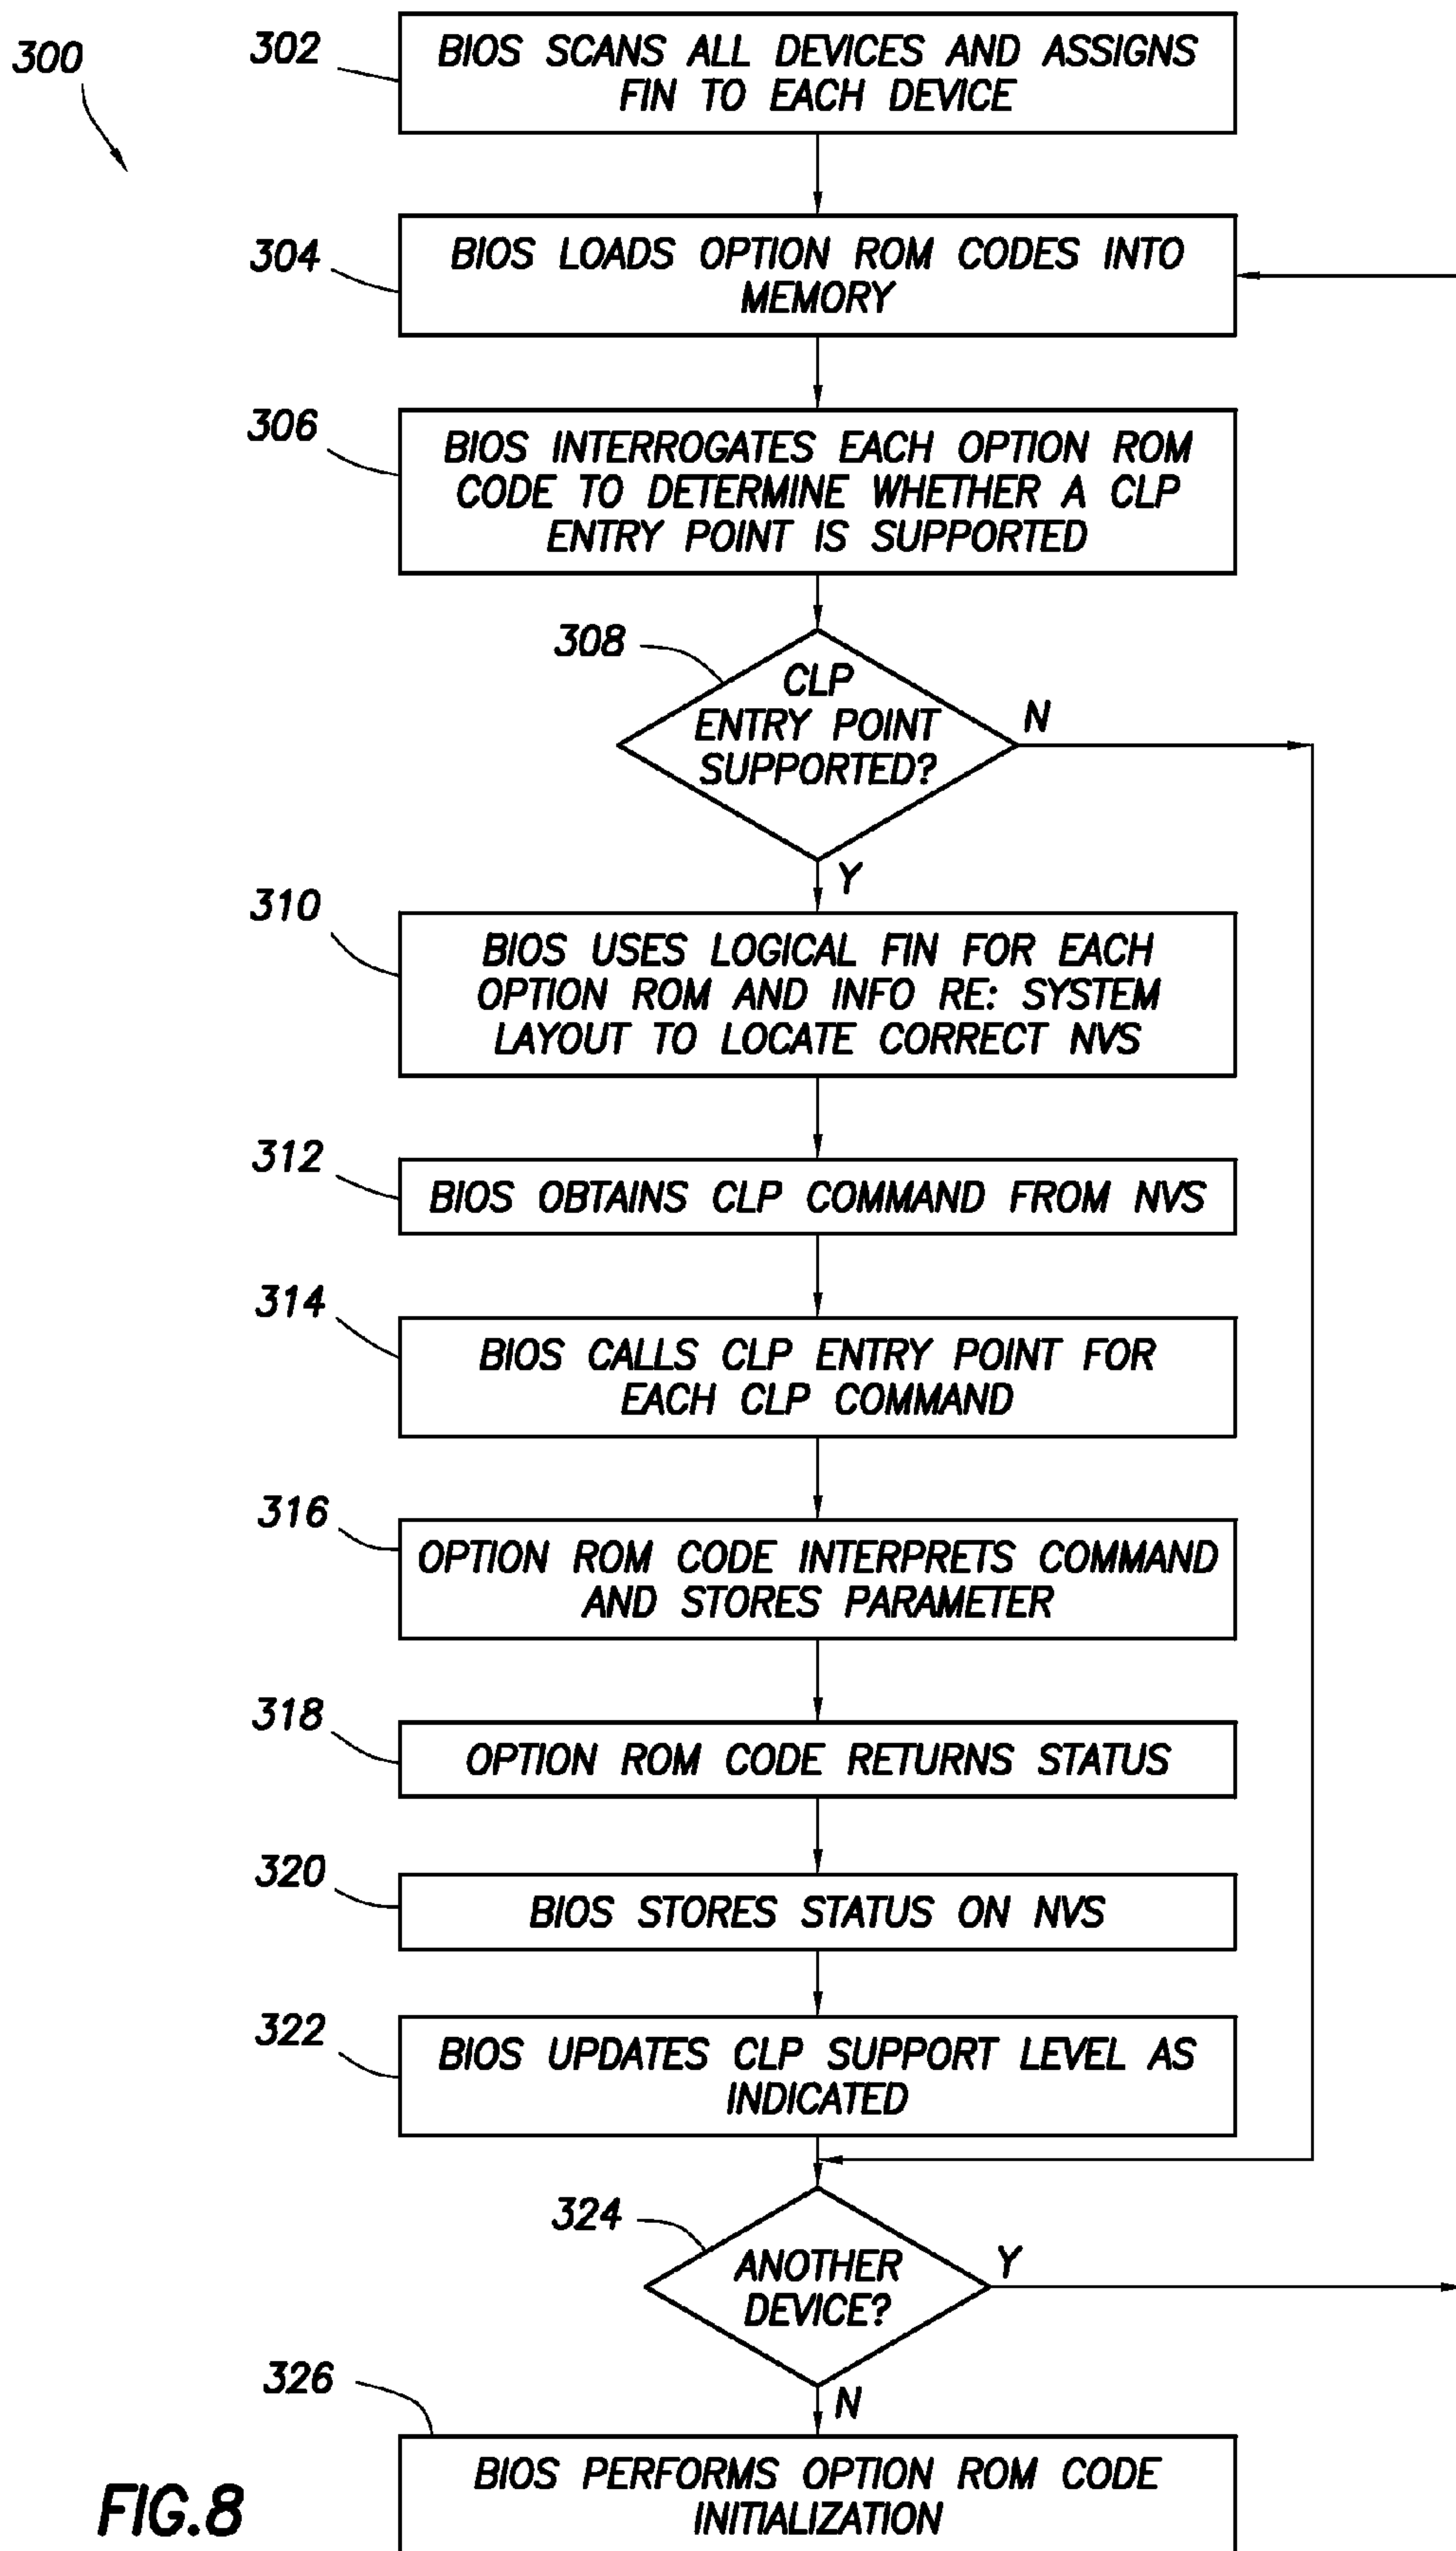 300
302
BIOS SCANS ALL DEVICES AND ASSIGNS
FIN TO EACH DEVICE
304
BIOS LOADS OPTION ROM CODES INTO
MEMORY
306
BIOS INTERROGATES EACH OPTION ROM
CODE TO DETERMINE WHETHER A CLP
ENTRY POINT IS SUPPORTED
308
CLP
ENTRY POINT
SUPPORTED?
N
Y
310
BIOS USES LOGICAL FIN FOR EACH
OPTION ROM AND INFO RE: SYSTEM
LAYOUT TO LOCATE CORRECT NVS
312
BIOS OBTAINS CLP COMMAND FROM NVS
314
BIOS CALLS CLP ENTRY POINT FOR
EACH CLP COMMAND
316
OPTION ROM CODE INTERPRETS COMMAND
AND STORES PARAMETER
318
OPTION ROM CODE RETURNS STATUS
320
BIOS STORES STATUS ON NVS
322
BIOS UPDATES CLP SUPPORT LEVEL AS
INDICATED
324
ANOTHER
DEVICE?
Y
N
326
BIOS PERFORMS OPTION ROM CODE
INITIALIZATION
FIG.8